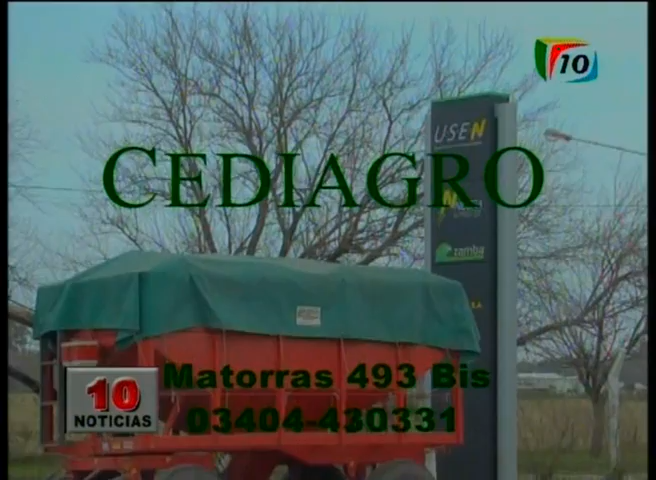 10
USEN
CEDIAGRO
zamba
Matorras 493 Bis
10
NOTICIAS
03404-430331